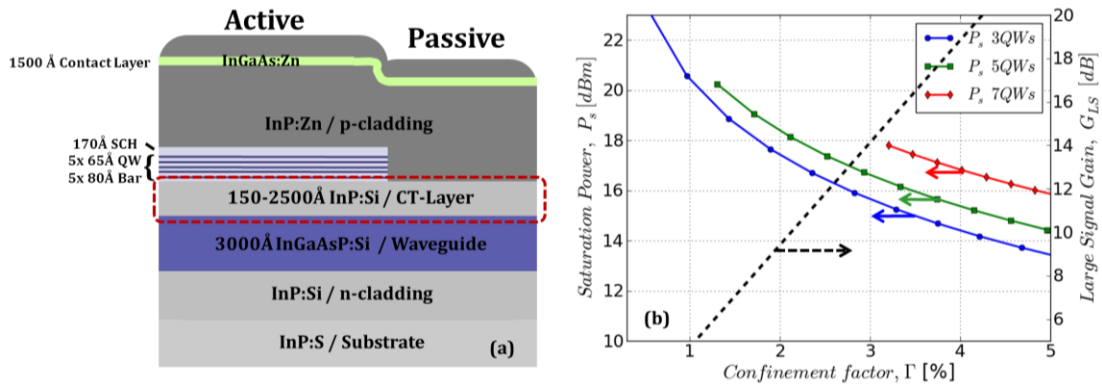 Active
Passive
1500 Å Contact Layer
InGaAs:Zn
InP:Zn / p-cladding
170Å SCH
5x 65Å QW
5x 80Å Bar
150-2500Å InP:Si / CT-Layer
3000Å InGaAsP:Si / Waveguide
InP:Si / n-cladding
InP:S / Substrate
(a)
Saturation Power, P_s [dBm]
22
20
18
16
14
12
10
P_s 3QWs
P_s 5QWs
P_s 7QWs
(b)
1
2
3
4
5
Confinement factor, Γ [%]
20
18
16
14
12
10
8
6
Large Signal Gain, G_LS [dB]